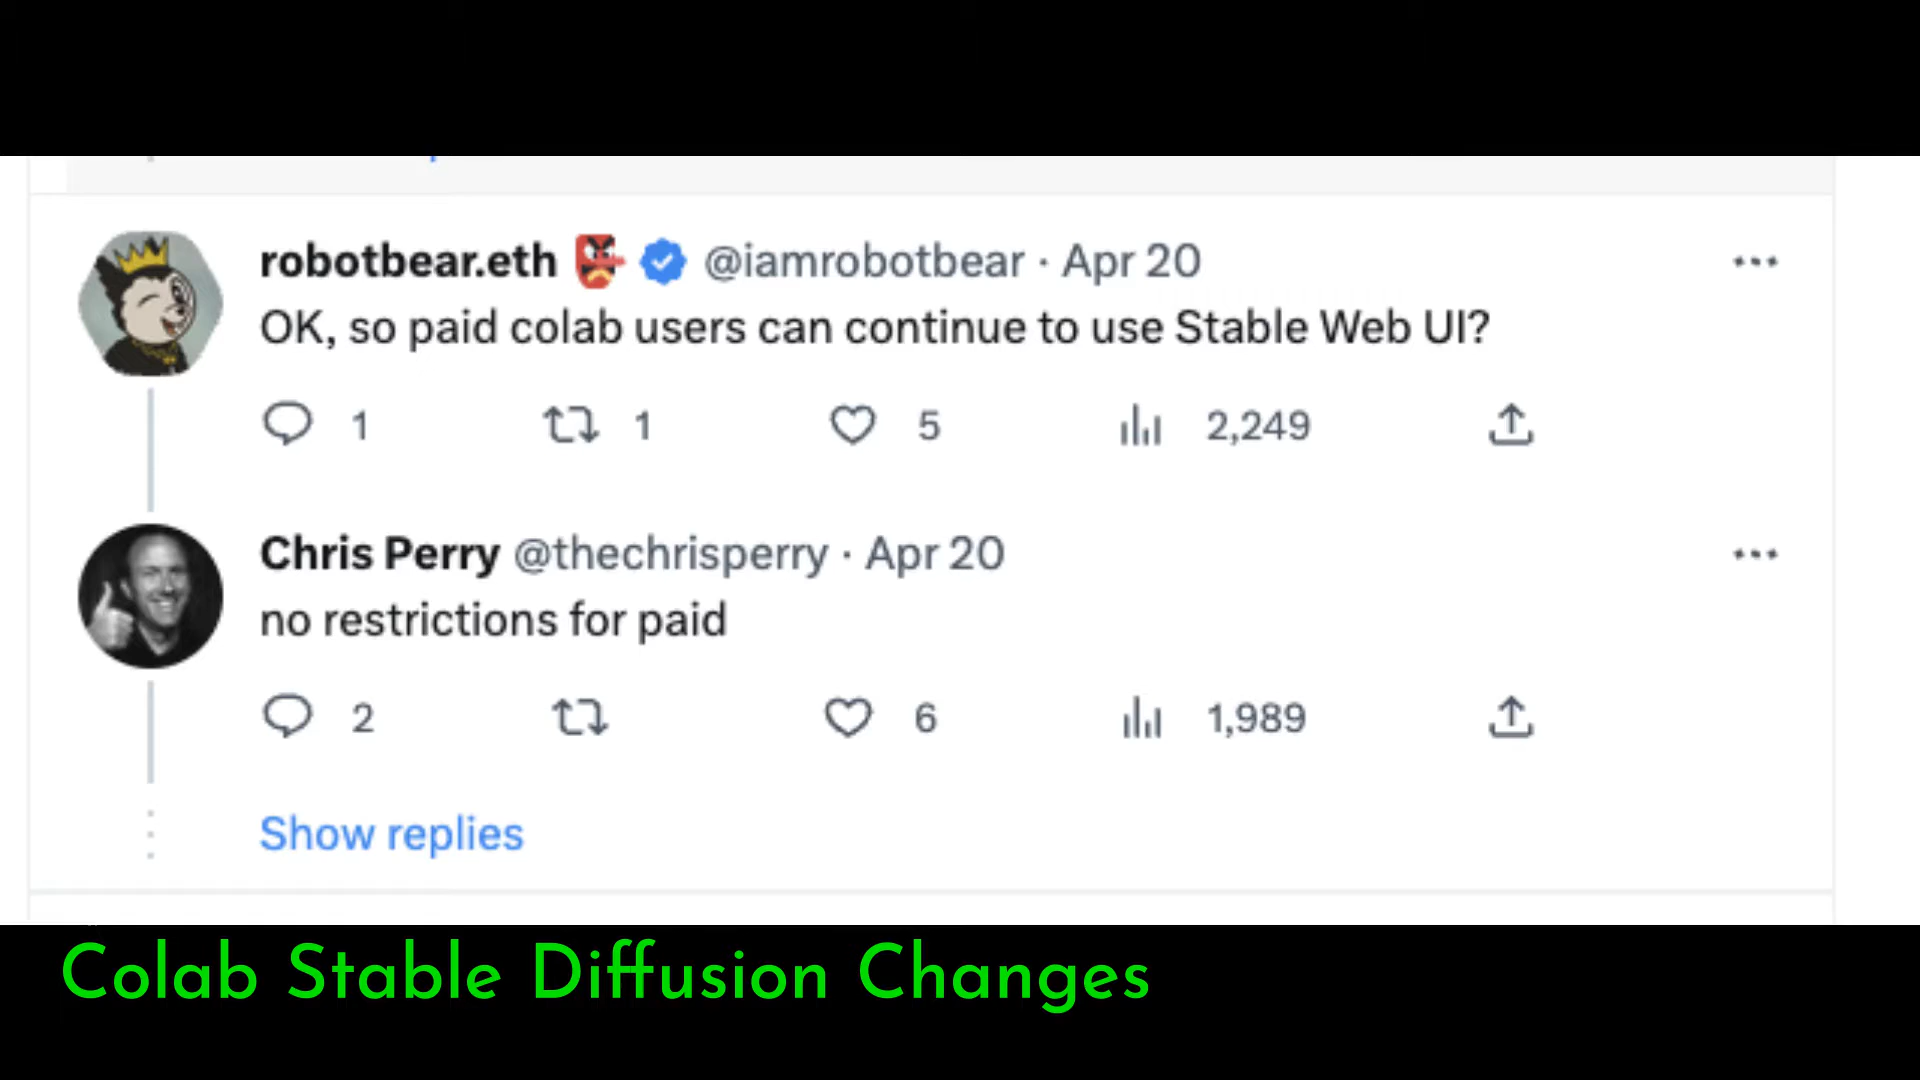 robotbear.eth 👺 @iamrobotbear · Apr 20
OK, so paid colab users can continue to use Stable Web UI?
1 1 5 2,249
Chris Perry @thechrisperry · Apr 20
no restrictions for paid
2 6 1,989
Show replies
Colab Stable Diffusion Changes